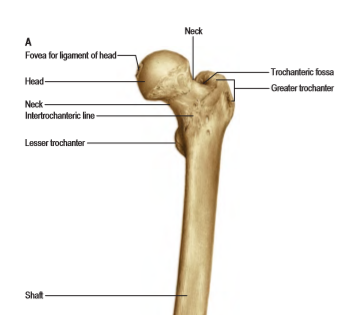 Neck
A
Fovea for ligament of head
Trochanteric fossa
Head
Greater trochanter
Neck
Intertrochanteric line
Lesser trochanter
Shaft